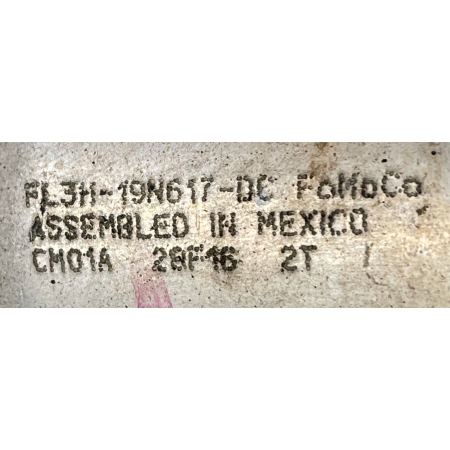 FL3H-19N617-DC FoMoCo
ASSEMBLED IN MEXICO
CM01A 28F16 2T